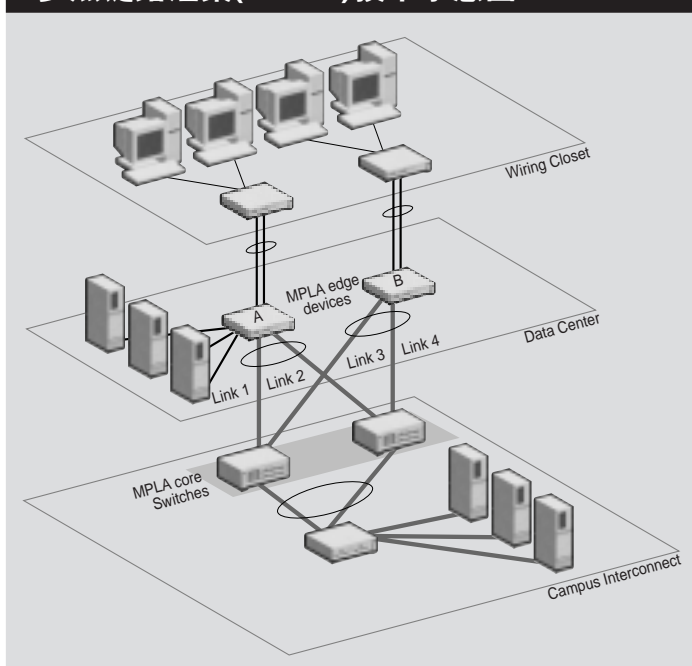 Wiring Closet
MPLA edge
devices
A
B
Data Center
Link 1
Link 2
Link 3
Link 4
MPLA core
Switches
Campus Interconnect